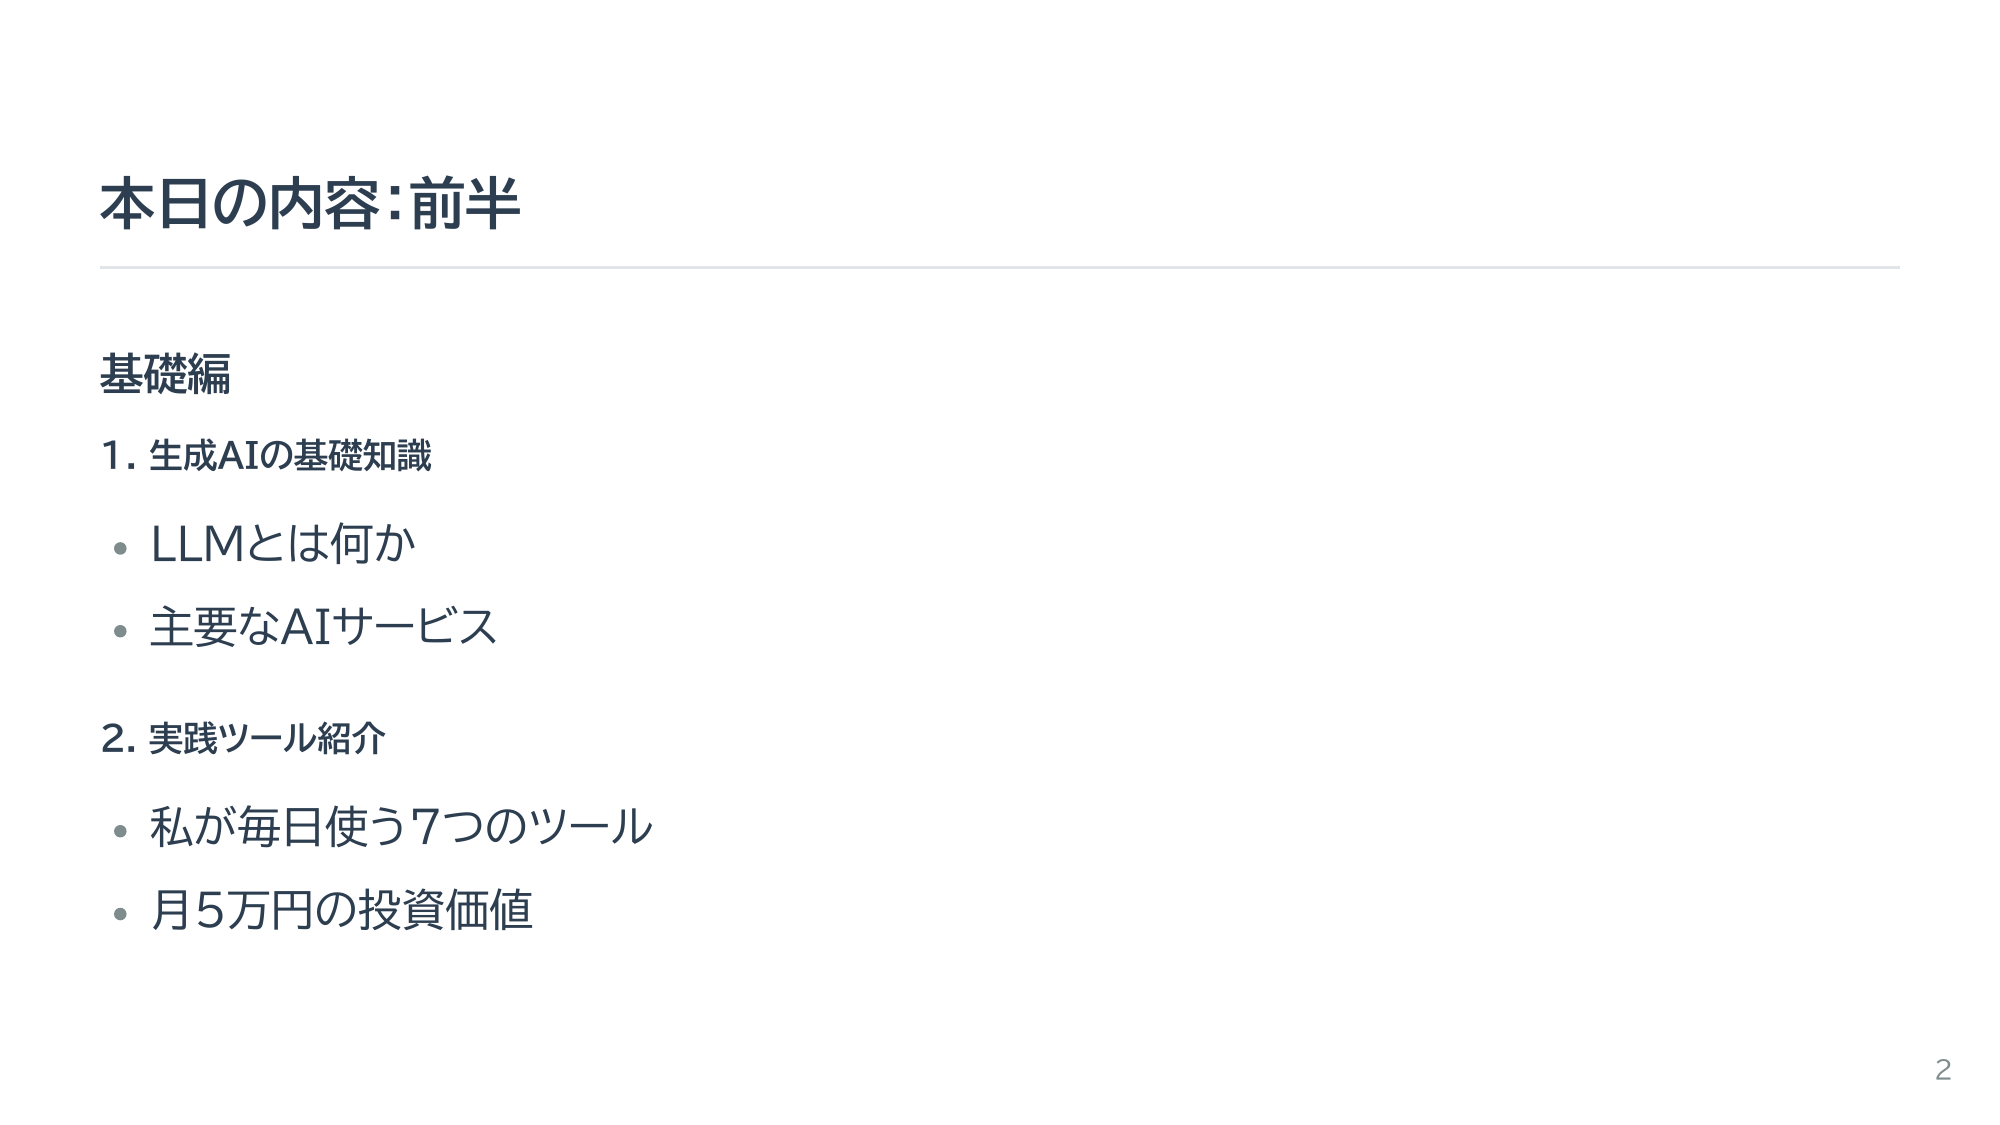 本日の内容：前半
基礎編
1. 生成AIの基礎知識
• LLMとは何か
• 主要なAIサービス
2. 実践ツール紹介
• 私が毎日使う7つのツール
• 月5万円の投資価値
2